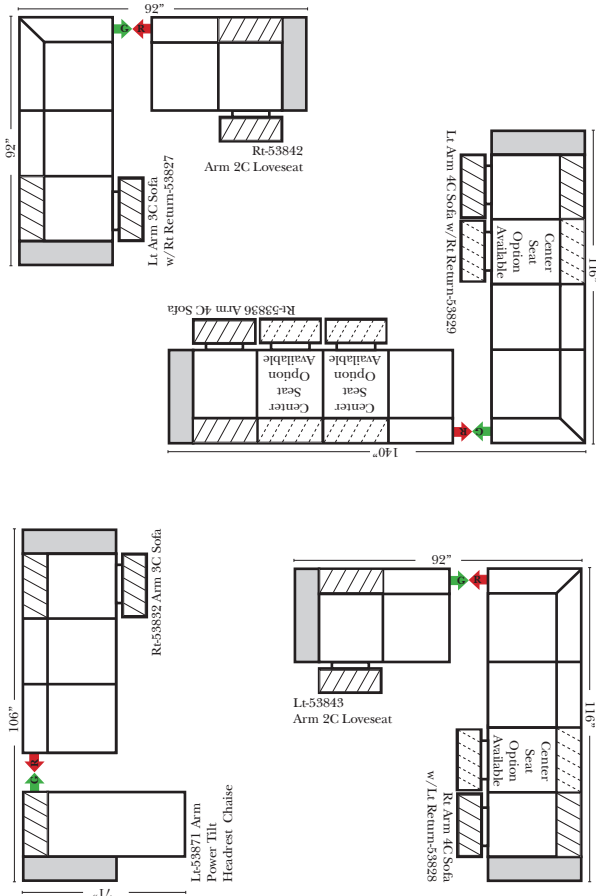 92”
92”
G R
Rt-53842
Arm 2C Loveseat
Lt Arm 3C Sofa
w/Rt Return-53827
Lt Arm 4C Sofa
w/Rt Return-53829
Center
Seat
Option
Available
116”
Rt-53836 Arm 4C Sofa
Center
Seat
Option
Available
Center
Seat
Option
Available
R G
140”
106”
Rt-53832 Arm 3C Sofa
R
G
Lt-53871 Arm
Power Tilt
Headrest Chaise
71”
92”
G R
Lt-53843
Arm 2C Loveseat
116”
Center
Seat
Option
Available
Rt Arm 4C Sofa
w/Lt Return-53828